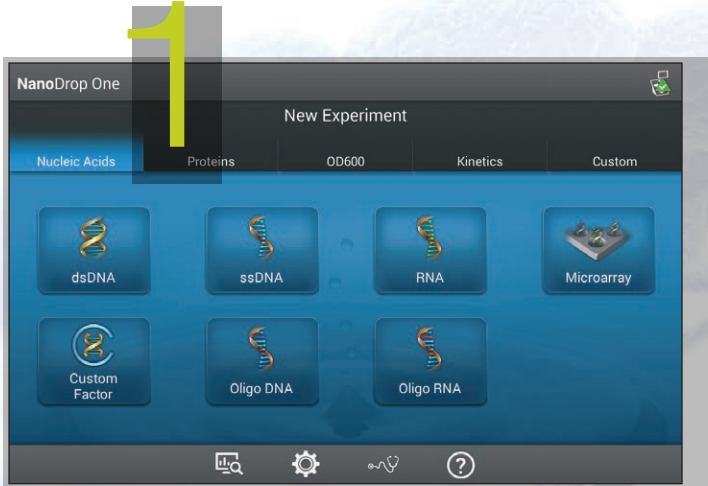 1
NanoDrop One
New Experiment
Nucleic Acids Proteins OD600 Kinetics Custom
dsDNA ssDNA RNA Microarray
Custom
Factor
Oligo DNA Oligo RNA
?